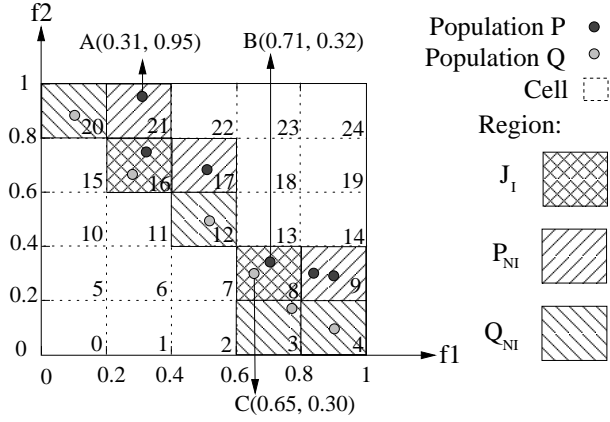 f2
A(0.31, 0.95)
B(0.71, 0.32)
Population P
Population Q
Cell
Region:
J_I
P_NI
Q_NI
1
20 21 22 23 24
0.8
15 16 17 18 19
0.6
10 11 12 13 14
0.4
5 6 7 8 9
0.2
0 1 2 3 4
0
f1
0 0.2 0.4 0.6 0.8 1
C(0.65, 0.30)